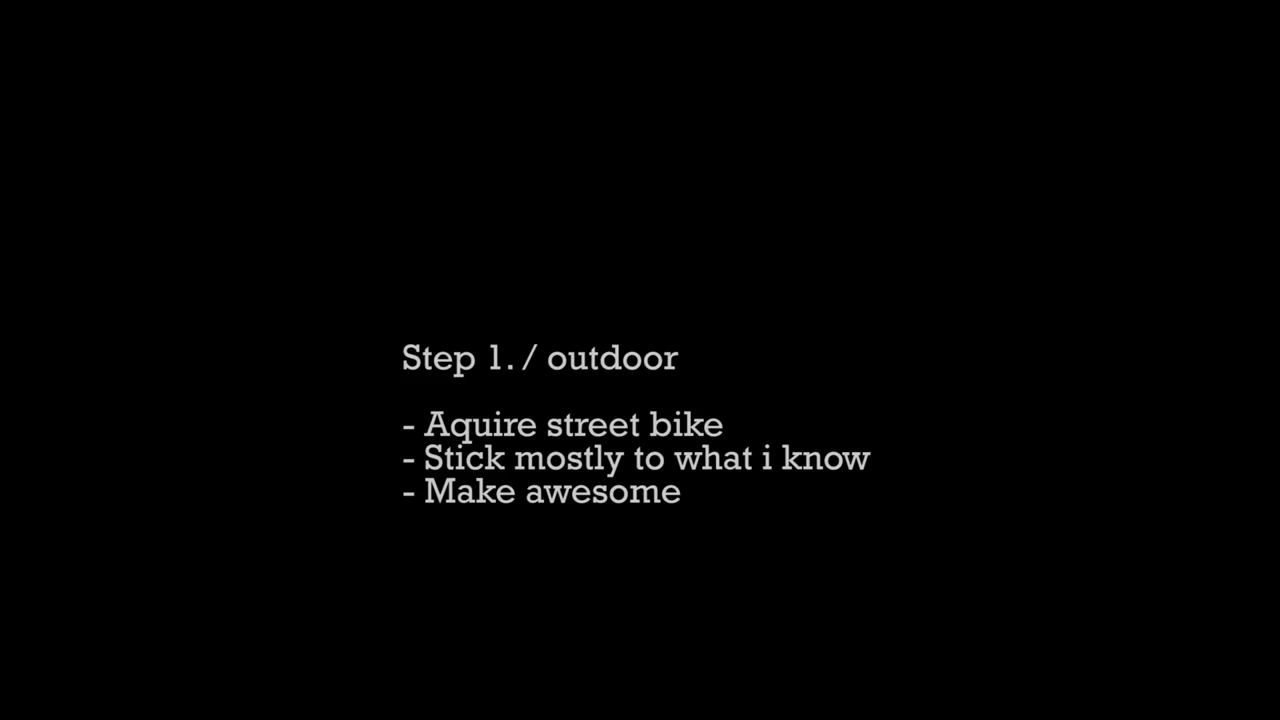 Step 1. / outdoor
- Aquire street bike
- Stick mostly to what i know
- Make awesome